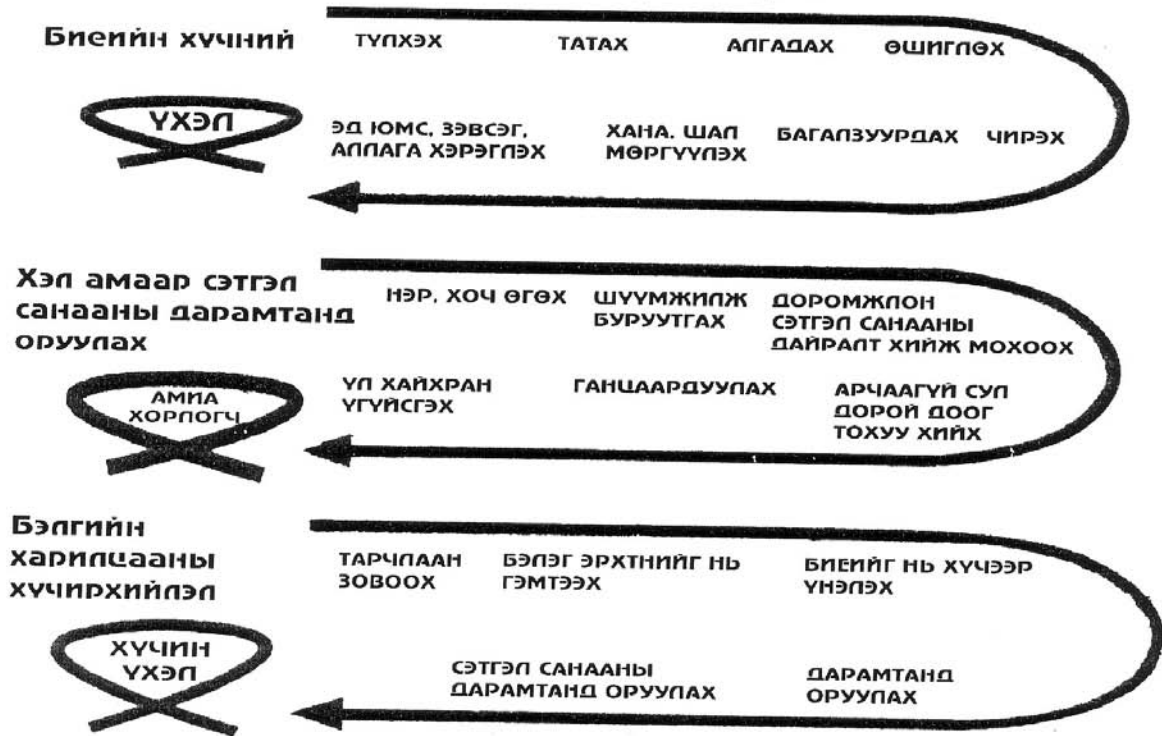 Биеийн хүчний
ТҮЛХЭХ ТАТАХ АЛГАДАХ ӨШИГЛӨХ
ҮХЭЛ
ЭД ЮМС, ЗЭВСЭГ,
АЛЛАГА ХЭРЭГЛЭХ
ХАНА. ШАЛ
МӨРГҮҮЛЭХ
БАГАЛЗУУРДАХ
ЧИРЭХ
Хэл амаар сэтгэл
санааны дарамтанд
оруулах
НЭР, ХОЧ ӨГӨХ
ШҮҮМЖИЛЖ
БУРУУТГАХ
ДОРОМЖЛОН
СЭТГЭЛ САНААНЫ
ДАЙРАЛТ ХИЙЖ МОХООХ
АМИА
ХОРЛОГЧ
ҮЛ ХАЙХРАН
ҮГҮЙСГЭХ
ГАНЦААРДУУЛАХ
АРЧААГҮЙ СУЛ
ДОРОЙ ДООГ
ТОХУУ ХИЙХ
Бэлгийн
харилцааны
хүчирхийлэл
ТАРЧЛААН
ЗОВООХ
БЭЛЭГ ЭРХТНИЙГ НЬ
ГЭМТЭЭХ
БИЕИЙГ НЬ ХҮЧЭЭР
ҮНЭЛЭХ
ХҮЧИН
ҮХЭЛ
СЭТГЭЛ САНААНЫ
ДАРАМТАНД ОРУУЛАХ
ДАРАМТАНД
ОРУУЛАХ